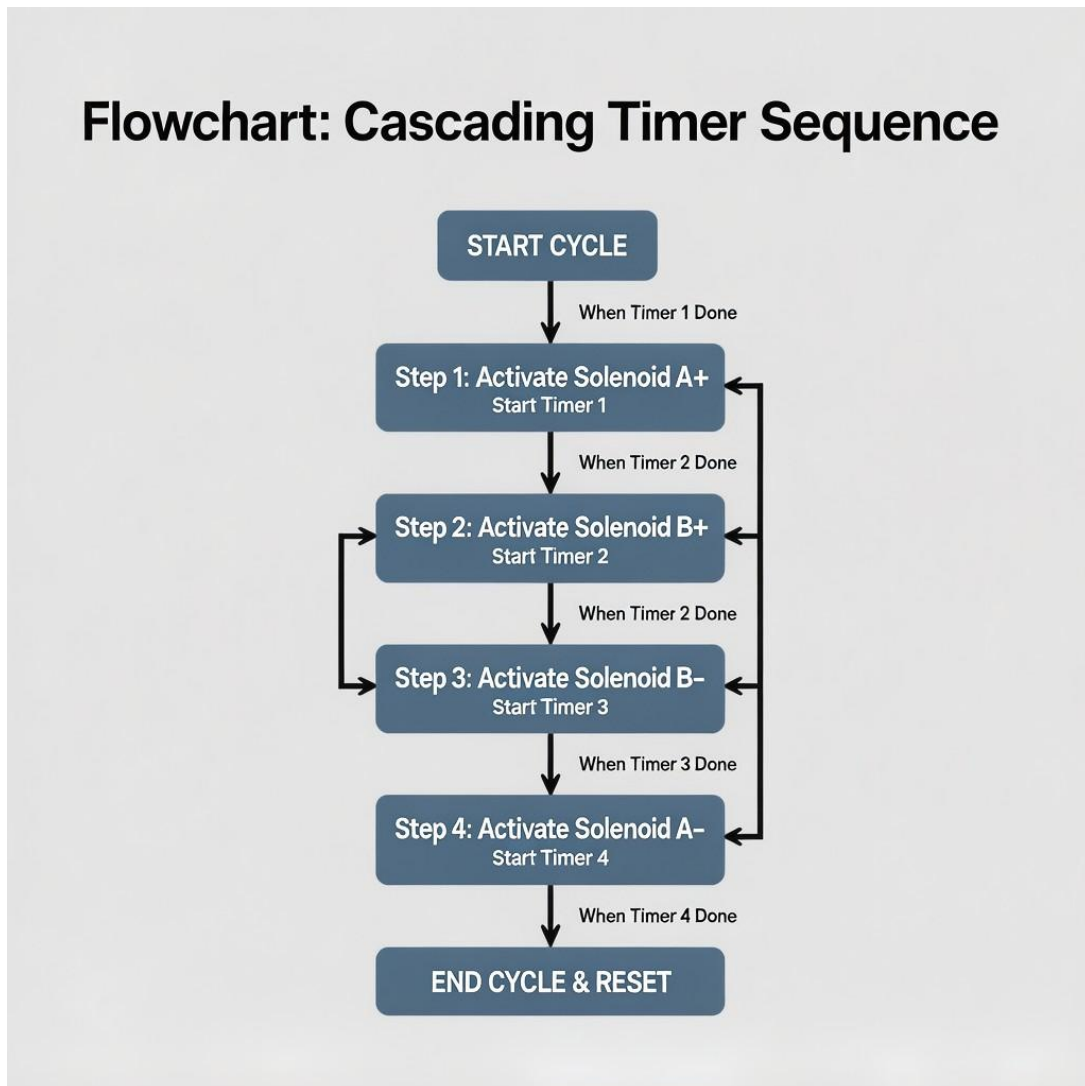 Flowchart: Cascading Timer Sequence
START CYCLE
When Timer 1 Done
Step 1: Activate Solenoid A+
Start Timer 1
When Timer 2 Done
Step 2: Activate Solenoid B+
Start Timer 2
When Timer 2 Done
Step 3: Activate Solenoid B–
Start Timer 3
When Timer 3 Done
Step 4: Activate Solenoid A–
Start Timer 4
When Timer 4 Done
END CYCLE & RESET